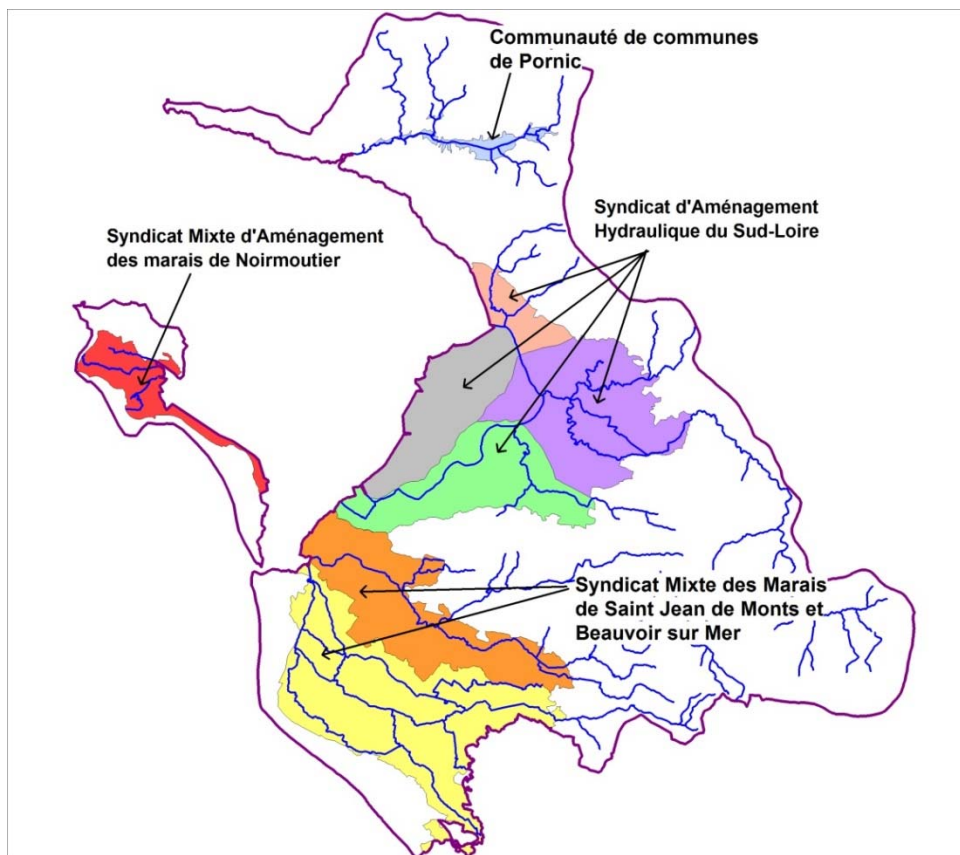 Communauté de communes
de Pornic
Syndicat d'Aménagement
Hydraulique du Sud-Loire
Syndicat Mixte d'Aménagement
des marais de Noirmoutier
Syndicat Mixte des Marais
de Saint Jean de Monts et
Beauvoir sur Mer